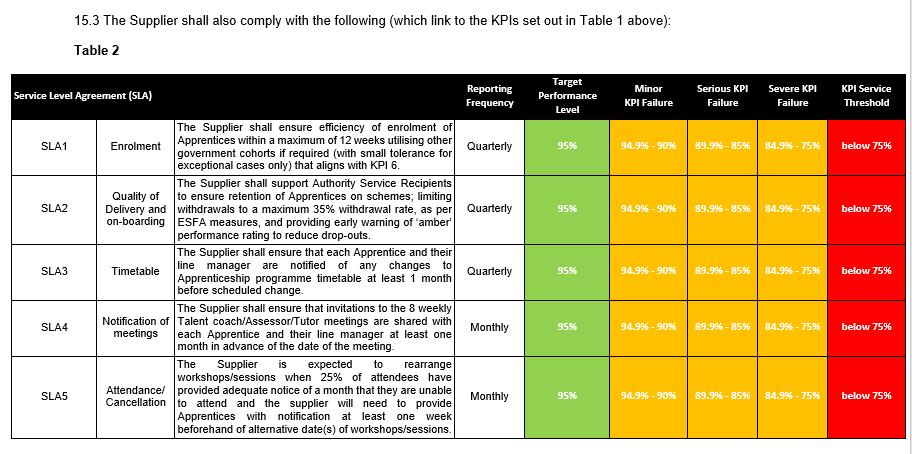 15.3 The Supplier shall also comply with the following (which link to the KPIs set out in Table 1 above):
Table 2
Service Level Agreement (SLA)
Reporting
Frequency
Target
Performance
Level
Minor
KPI Failure
Serious KPI
Failure
Severe KPI
Failure
KPI Service
Threshold
SLA1
Enrolment
The Supplier shall ensure efficiency of enrolment of
Apprentices within a maximum of 12 weeks utilising other
government cohorts if required (with small tolerance for
exceptional cases only) that aligns with KPI 6.
Quarterly
95%
94.9% - 90%
89.9% - 85%
84.9% - 75%
below 75%
SLA2
Quality of
Delivery and
on-boarding
The Supplier shall support Authority Service Recipients
to ensure retention of Apprentices on schemes; limiting
withdrawals to a maximum 35% withdrawal rate, as per
ESFA measures, and providing early warning of ‘amber’
performance rating to reduce drop-outs.
Quarterly
95%
94.9% - 90%
89.9% - 85%
84.9% - 75%
below 75%
SLA3
Timetable
The Supplier shall ensure that each Apprentice and their
line manager are notified of any changes to
Apprenticeship programme timetable at least 1 month
before scheduled change.
Quarterly
95%
94.9% - 90%
89.9% - 85%
84.9% - 75%
below 75%
SLA4
Notification of
meetings
The Supplier shall ensure that invitations to the 8 weekly
Talent coach/Assessor/Tutor meetings are shared with
each Apprentice and their line manager at least one
month in advance of the date of the meeting.
Monthly
95%
94.9% - 90%
89.9% - 85%
84.9% - 75%
below 75%
SLA5
Attendance/
Cancellation
The Supplier is expected to rearrange
workshops/sessions when 25% of attendees have
provided adequate notice of a month that they are unable
to attend and the supplier will need to provide
Apprentices with notification at least one week
beforehand of alternative date(s) of workshops/sessions.
Monthly
95%
94.9% - 90%
89.9% - 85%
84.9% - 75%
below 75%